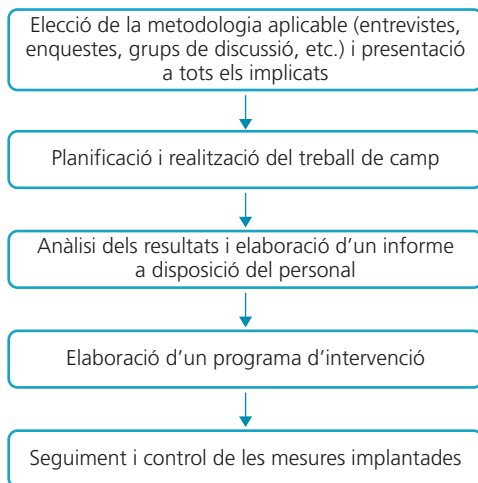 Elecció de la metodologia aplicable (entrevistes,
enquestes, grups de discussió, etc.) i presentació
a tots els implicats
Planificació i realització del treball de camp
Anàlisi dels resultats i elaboració d’un informe
a disposició del personal
Elaboració d’un programa d’intervenció
Seguiment i control de les mesures implantades